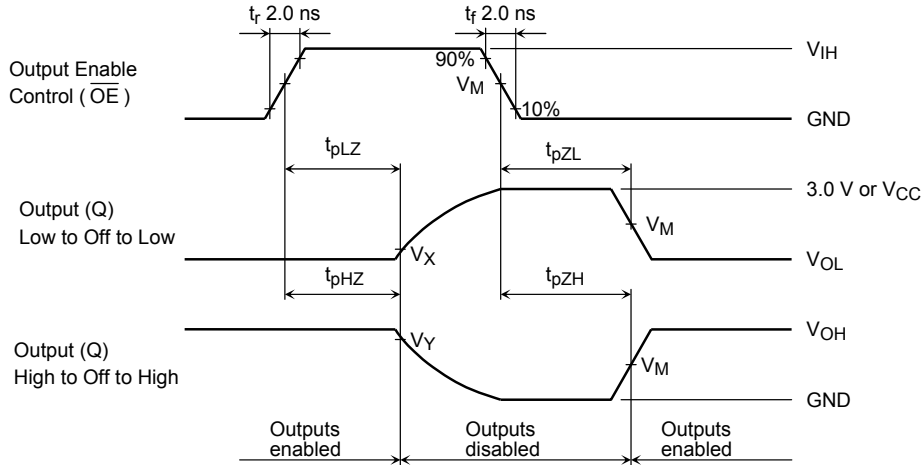 tr 2.0 ns
tf 2.0 ns
Output Enable
Control ( OE )
90%
VM
10%
VIH
GND
tpLZ
tpZL
Output (Q)
Low to Off to Low
VX
VM
3.0 V or VCC
VOL
tpHZ
tpZH
Output (Q)
High to Off to High
VY
VM
VOH
GND
Outputs
enabled
Outputs
disabled
Outputs
enabled